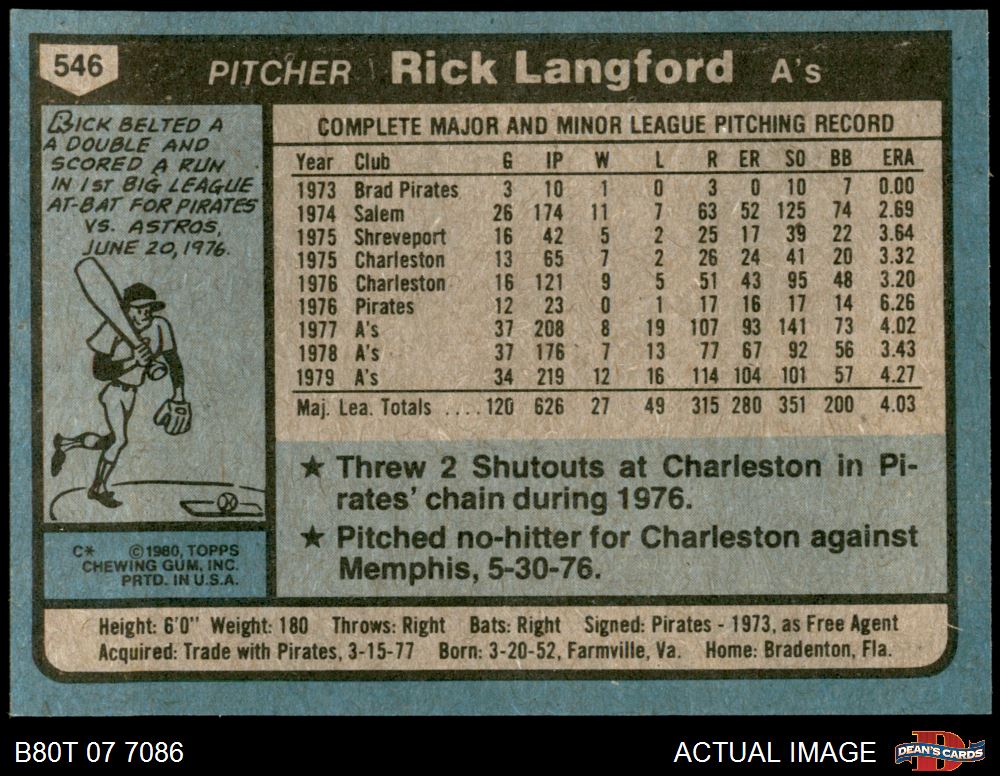 546
PITCHER Rick Langford A's
RICK BELTED A
A DOUBLE AND
SCORED A RUN
IN 1ST BIG LEAGUE
AT-BAT FOR PIRATES
VS. ASTROS,
JUNE 20, 1976.
C* ©1980, TOPPS
CHEWING GUM, INC.
PRTD. IN U.S.A.
COMPLETE MAJOR AND MINOR LEAGUE PITCHING RECORD
Year Club G IP W L R ER SO BB ERA
1973 Brad Pirates 3 10 1 0 3 0 10 7 0.00
1974 Salem 26 174 11 7 63 52 125 74 2.69
1975 Shreveport 16 42 5 2 25 17 39 22 3.64
1975 Charleston 13 65 7 2 26 24 41 20 3.32
1976 Charleston 16 121 9 5 51 43 95 48 3.20
1976 Pirates 12 23 0 1 17 16 17 14 6.26
1977 A's 37 208 8 19 107 93 141 73 4.02
1978 A's 37 176 7 13 77 67 92 56 3.43
1979 A's 34 219 12 16 114 104 101 57 4.27
Maj. Lea. Totals ....120 626 27 49 315 280 351 200 4.03
★ Threw 2 Shutouts at Charleston in Pi-
rates' chain during 1976.
★ Pitched no-hitter for Charleston against
Memphis, 5-30-76.
Height: 6'0" Weight: 180 Throws: Right Bats: Right Signed: Pirates - 1973, as Free Agent
Acquired: Trade with Pirates, 3-15-77 Born: 3-20-52, Farmville, Va. Home: Bradenton, Fla.
B80T 07 7086
ACTUAL IMAGE
DEAN'S CARDS